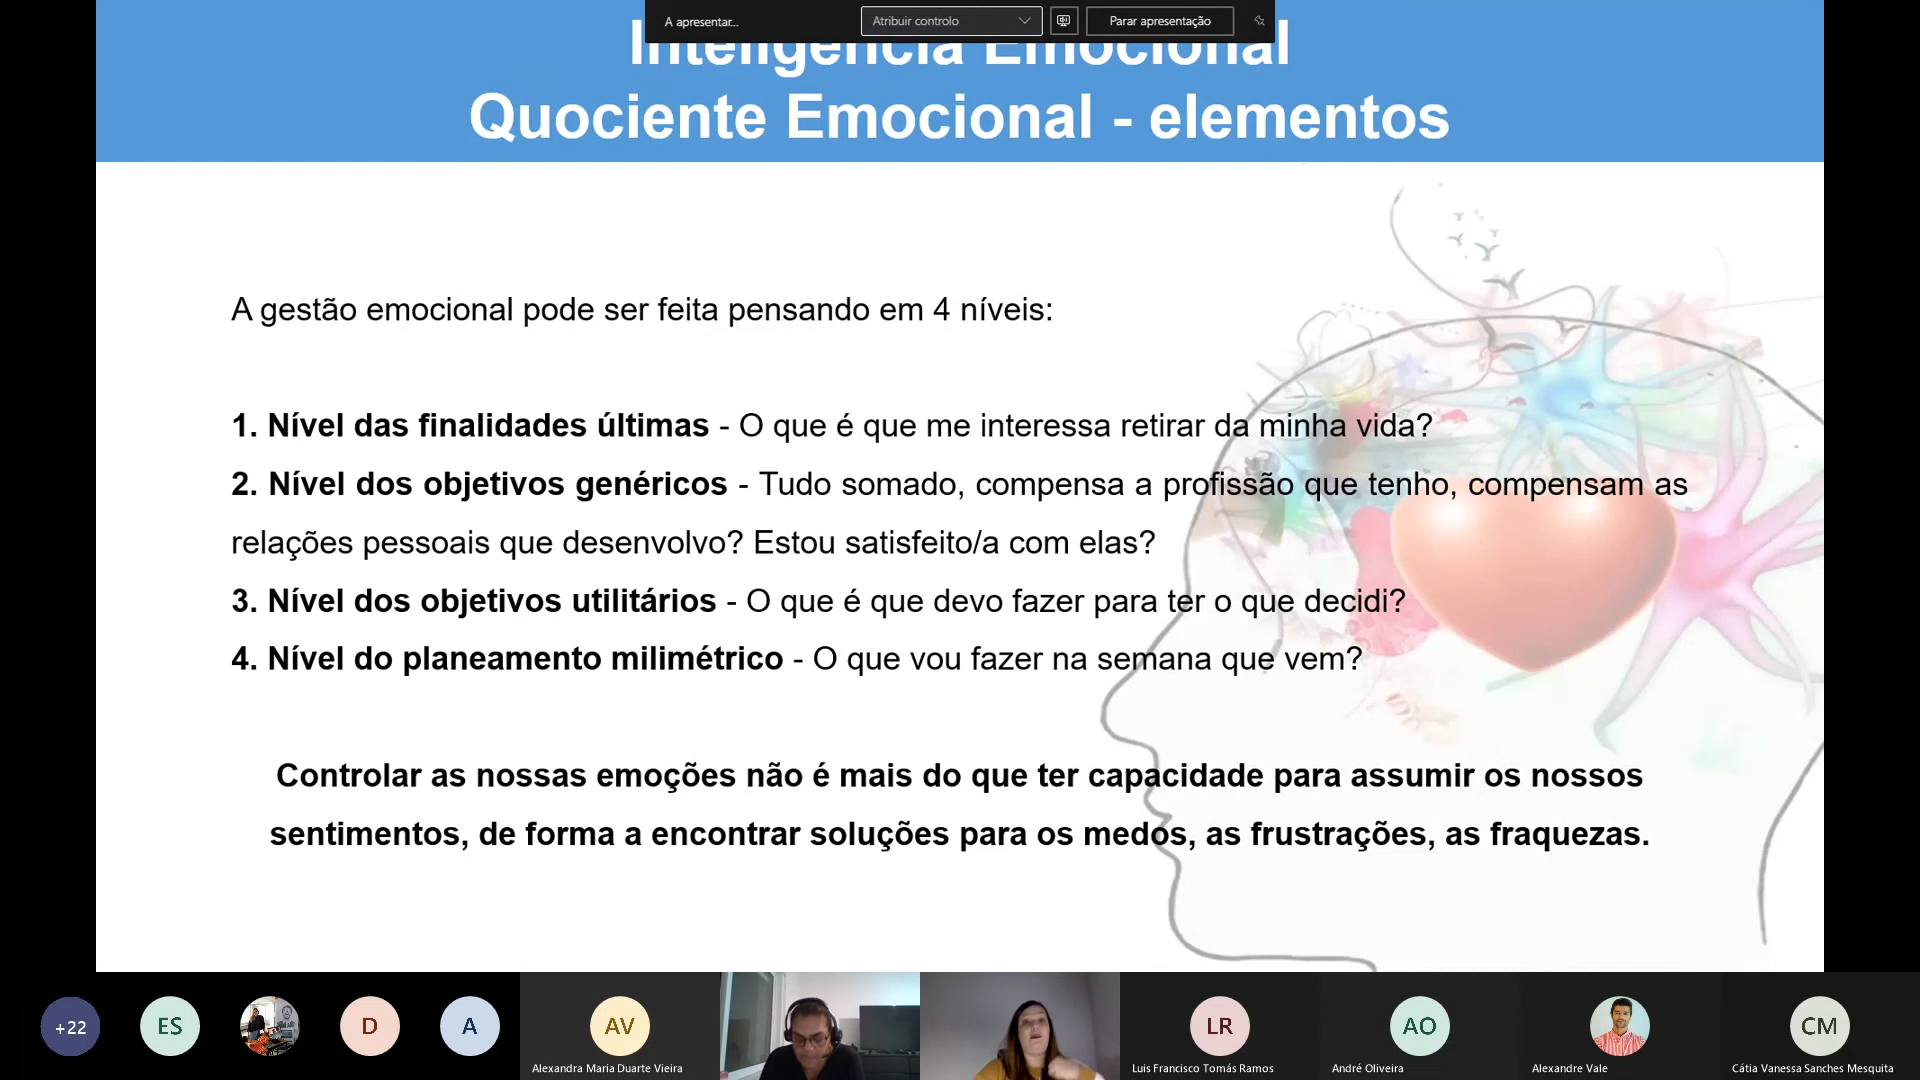 A apresentar...
Atribuir controlo
Parar apresentação
Inteligência Emocional
Quociente Emocional - elementos
A gestão emocional pode ser feita pensando em 4 níveis:
1. Nível das finalidades últimas - O que é que me interessa retirar da minha vida?
2. Nível dos objetivos genéricos - Tudo somado, compensa a profissão que tenho, compensam as
relações pessoais que desenvolvo? Estou satisfeito/a com elas?
3. Nível dos objetivos utilitários - O que é que devo fazer para ter o que decidi?
4. Nível do planeamento milimétrico - O que vou fazer na semana que vem?
Controlar as nossas emoções não é mais do que ter capacidade para assumir os nossos
sentimentos, de forma a encontrar soluções para os medos, as frustrações, as fraquezas.
+22
ES
D
A
AV
LR
AO
CM
Alexandra Maria Duarte Vieira
Luis Francisco Tomás Ramos
André Oliveira
Alexandre Vale
Cátia Vanessa Sanches Mesquita